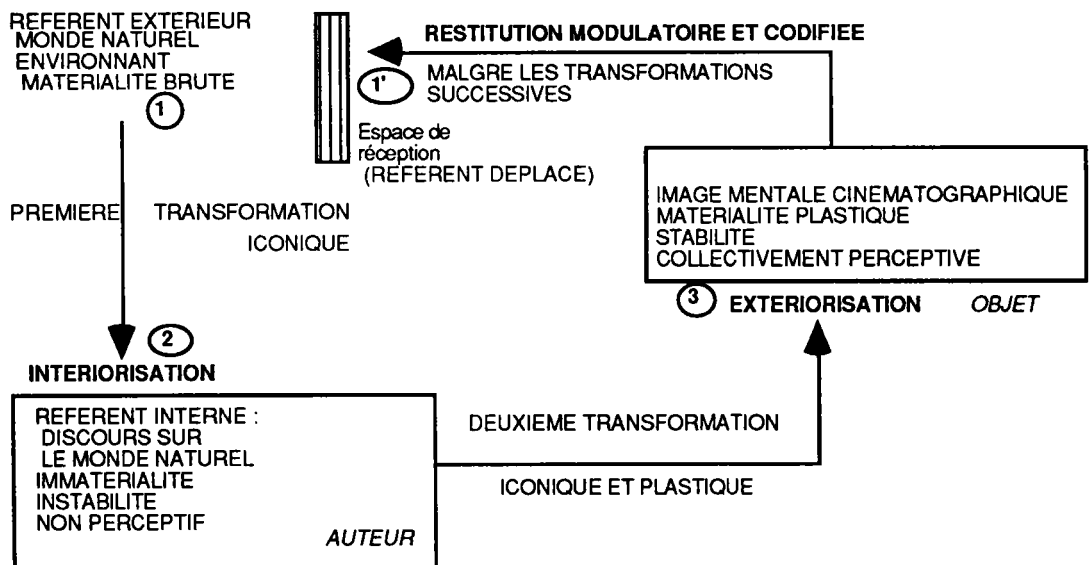 REFERENT EXTERIEUR
MONDE NATUREL
ENVIRONNANT
MATERIALITE BRUTE
1
RESTITUTION MODULATOIRE ET CODIFIEE
1'
MALGRE LES TRANSFORMATIONS
SUCCESSIVES
Espace de
réception
(REFERENT DEPLACE)
PREMIERE TRANSFORMATION
ICONIQUE
IMAGE MENTALE CINEMATOGRAPHIQUE
MATERIALITE PLASTIQUE
STABILITE
COLLECTIVEMENT PERCEPTIVE
3 EXTERIORISATION OBJET
2
INTERIORISATION
REFERENT INTERNE :
DISCOURS SUR
LE MONDE NATUREL
IMMATERIALITE
INSTABILITE
NON PERCEPTIF
AUTEUR
DEUXIEME TRANSFORMATION
ICONIQUE ET PLASTIQUE